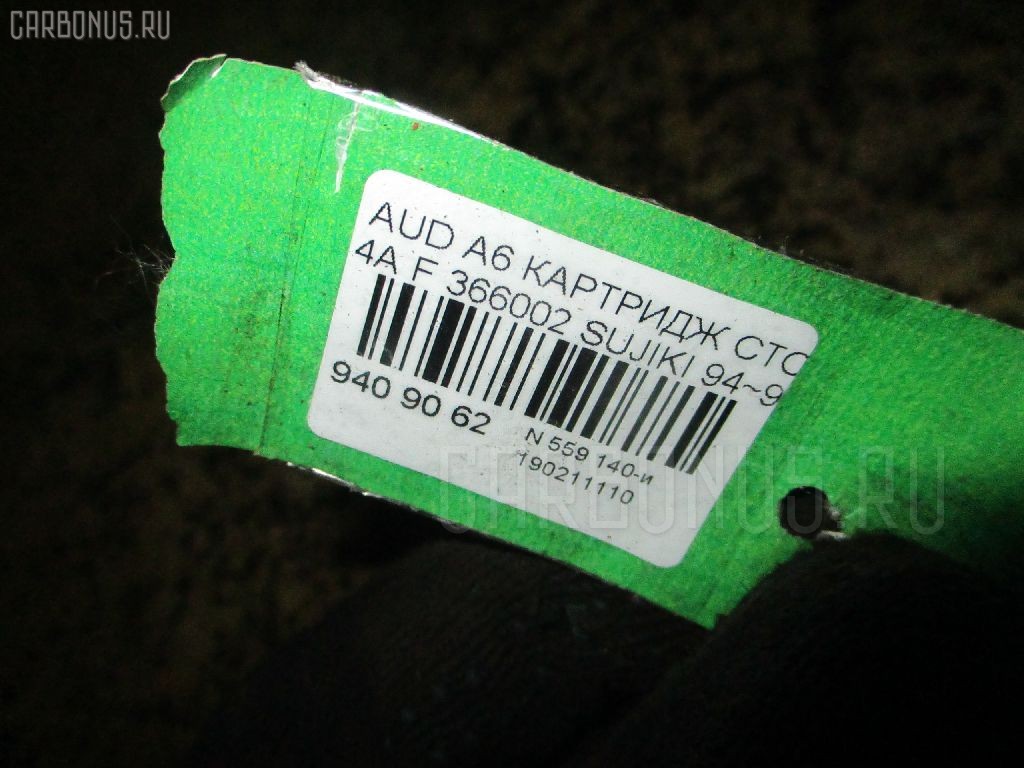 CARBONUS.RU
AUD A6 КАРТРИДЖ СТО
4A F 366002 SUJIKI 94~9
940 90 62
N 559 140-и
190211110
CARBONUS.RU